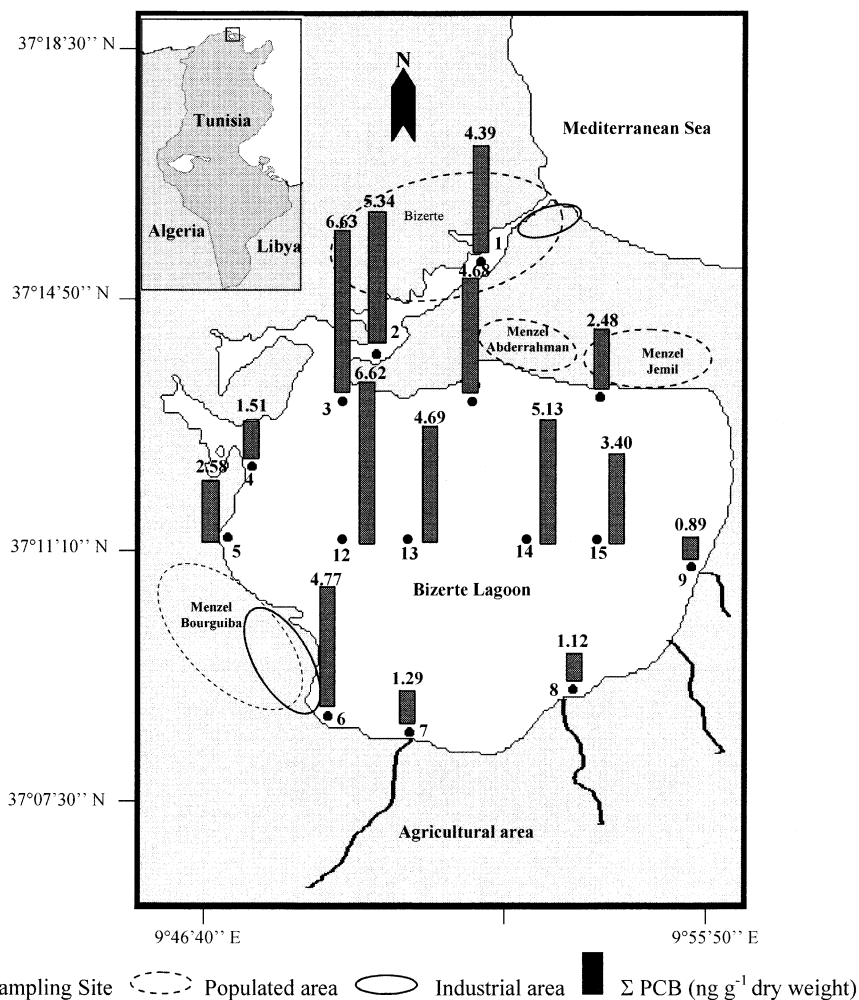 37°18'30'' N
N
Tunisia
Mediterranean Sea
4.39
5.34
Bizerte
6.63
Algeria
Libya
1
4.68
37°14'50'' N
2
Menzel
Abderrahman
2.48
Menzel
Jemil
6.62
3
1.51
4.69
5.13
3.40
2.58
4
0.89
37°11'10'' N
5
12
13
14
15
9
4.77
Bizerte Lagoon
Menzel
Bourguiba
1.12
1.29
8
6
7
37°07'30'' N
Agricultural area
9°46'40'' E
9°55'50'' E
ampling Site
Populated area
Industrial area
Σ PCB (ng g-1 dry weight)